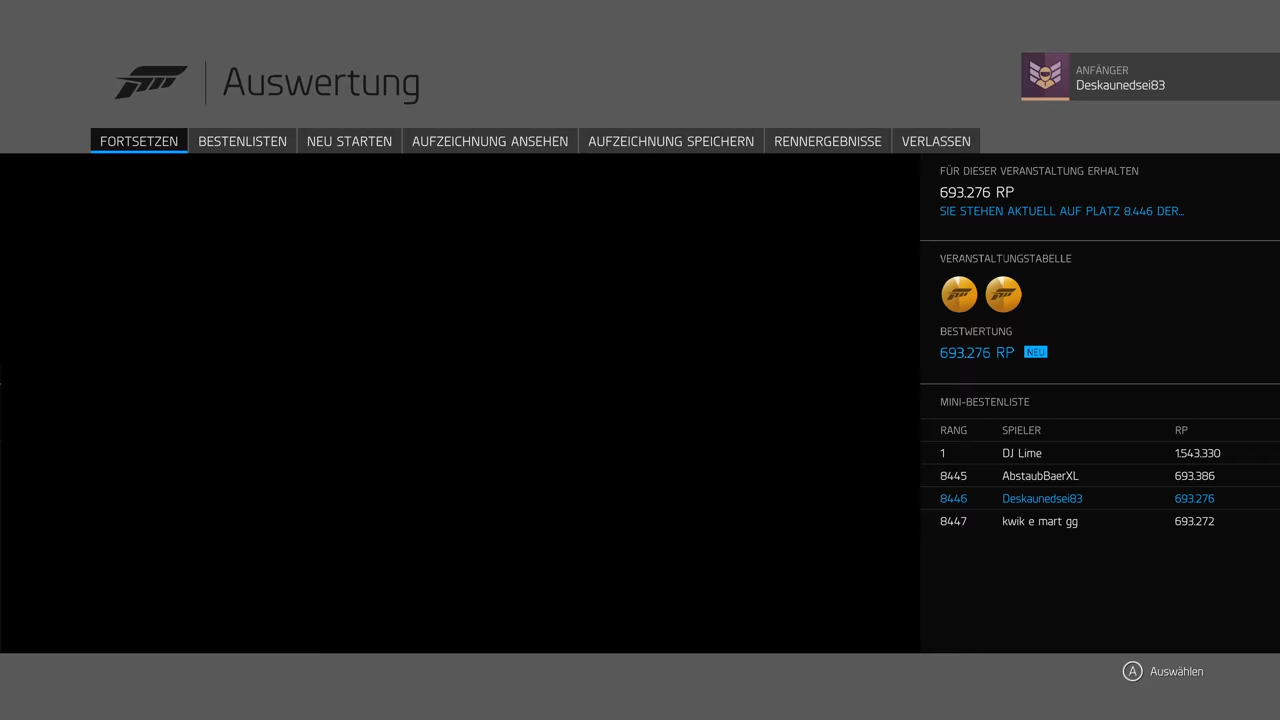 Auswertung
ANFÄNGER
Deskaunedsei83
FORTSETZEN BESTENLISTEN NEU STARTEN AUFZEICHNUNG ANSEHEN AUFZEICHNUNG SPEICHERN RENNERGEBNISSE VERLASSEN
FÜR DIESER VERANSTALTUNG ERHALTEN
693.276 RP
SIE STEHEN AKTUELL AUF PLATZ 8.446 DER...
VERANSTALTUNGSTABELLE
BESTWERTUNG
693.276 RP NEU
MINI-BESTENLISTE
RANG SPIELER RP
1 DJ Lime 1.543.330
8445 AbstaubBaerXL 693.386
8446 Deskaunedsei83 693.276
8447 kwik e mart gg 693.272
A Auswählen